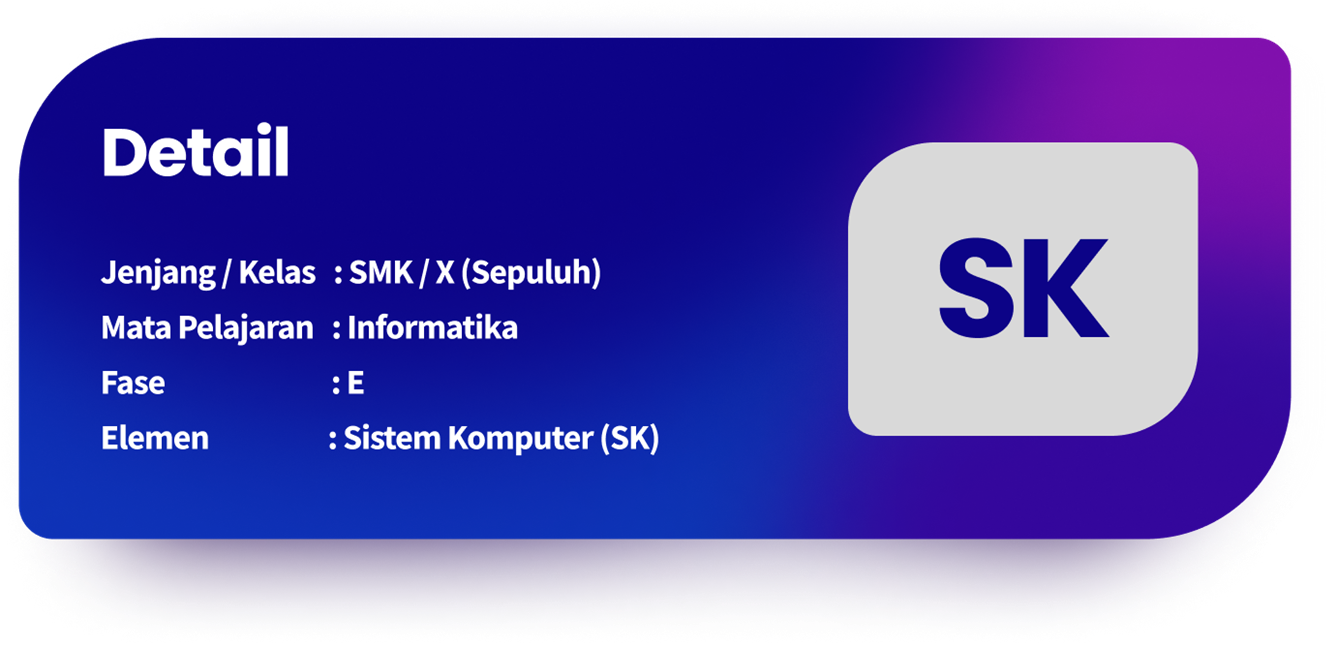 Detail
Jenjang / Kelas : SMK / X (Sepuluh)
Mata Pelajaran : Informatika
Fase : E
Elemen : Sistem Komputer (SK)
SK